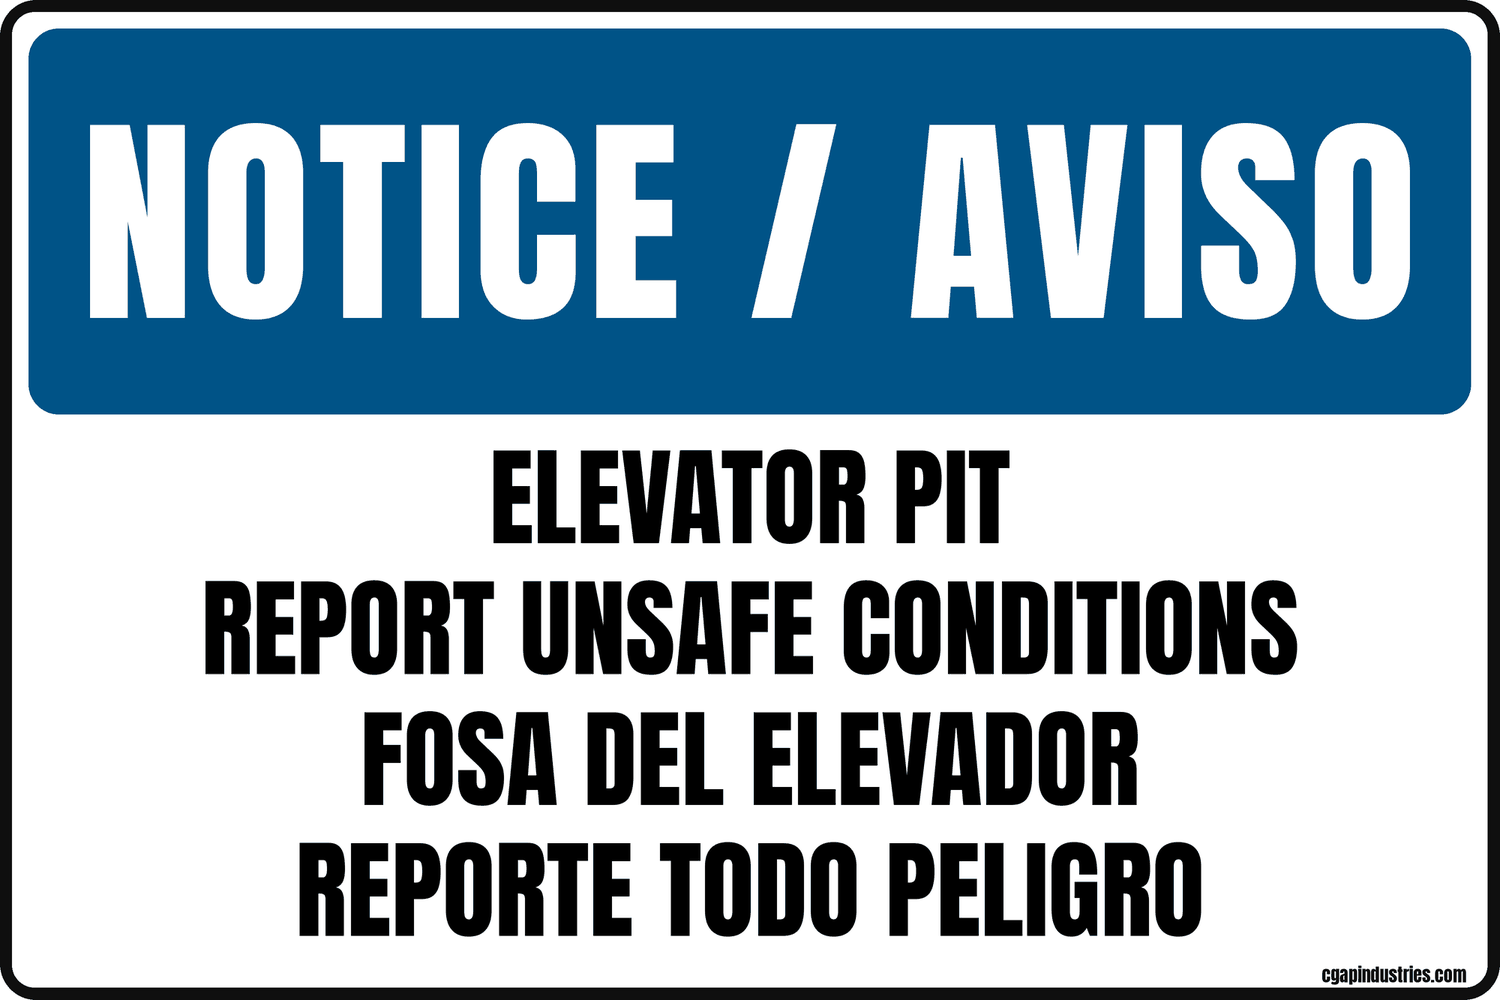 NOTICE / AVISO
ELEVATOR PIT
REPORT UNSAFE CONDITIONS
FOSA DEL ELEVADOR
REPORTE TODO PELIGRO
cgapindustries.com